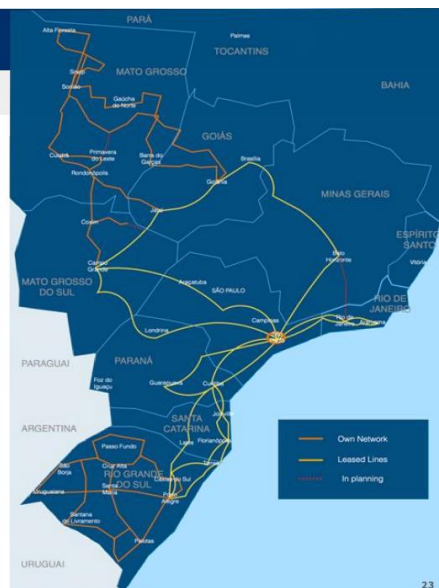 PARÁ
Alta Floresta
Palmas
TOCANTINS
Sinop
MATO GROSSO
Sorriso
BAHIA
Gaúcha
do Norte
GOIÁS
Cuiabá
Primavera
do Leste
Barra do
Garças
Brasília
Rondonópolis
Goiânia
MINAS GERAIS
Jataí
Coxim
ESPÍRITO
SANTO
Belo
Horizonte
Vitória
Campo
Grande
MATO GROSSO
DO SUL
Araçatuba
SÃO PAULO
RIO DE
JANEIRO
Campinas
Rio de
Janeiro
Londrina
PARAGUAI
PARANÁ
Foz do
Iguaçu
Guarapuava
Curitiba
ARGENTINA
SANTA
CATARINA
Joinville
Florianópolis
Lages
Passo Fundo
São
Borja
Cruz Alta
RIO GRANDE
DO SUL
Caxias do Sul
Uruguaiana
Santa
Maria
Porto
Alegre
Santana
do Livramento
Pelotas
URUGUAI
Own Network
Leased Lines
In planning
23